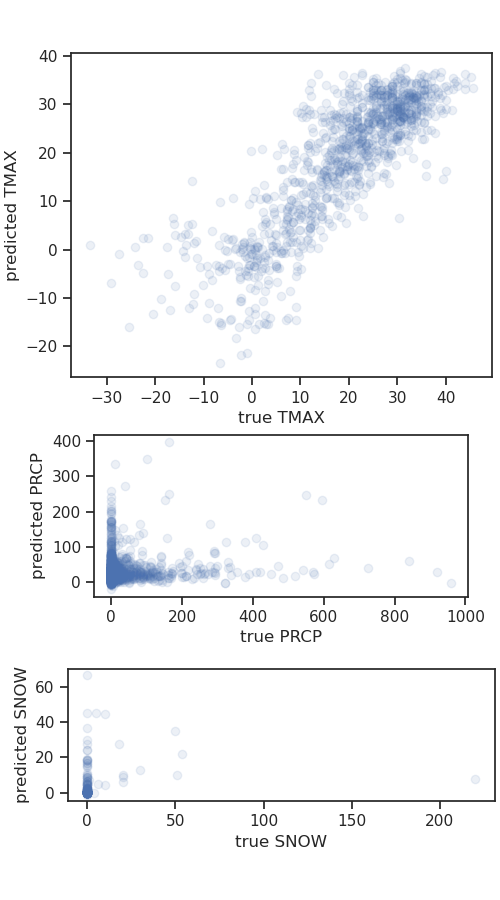 40
30
20
10
0
−10
−20
predicted TMAX
−30 −20 −10 0 10 20 30 40
true TMAX
400
300
200
100
0
predicted PRCP
0 200 400 600 800 1000
true PRCP
60
40
20
0
predicted SNOW
0 50 100 150 200
true SNOW